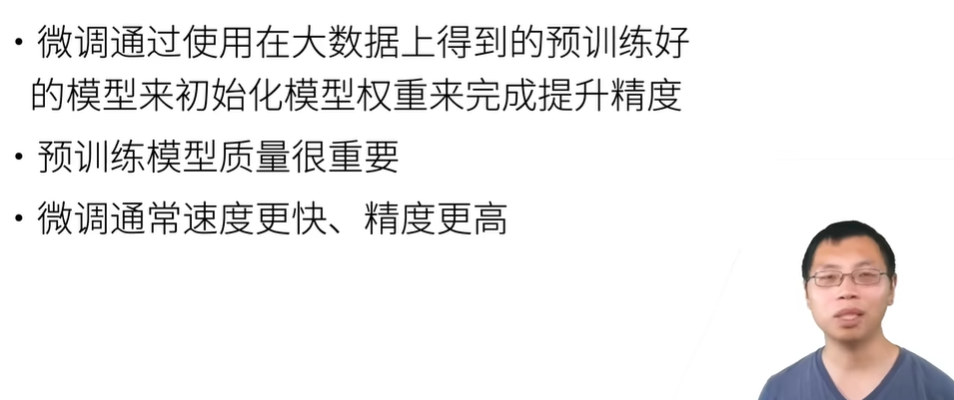 • 微调通过使用在大数据上得到的预训练好
的模型来初始化模型权重来完成提升精度
• 预训练模型质量很重要
• 微调通常速度更快、精度更高